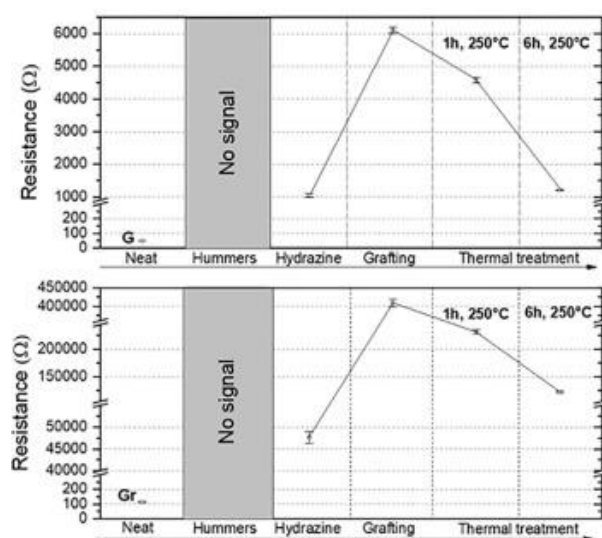 Resistance (Ω)
6000
5000
4000
3000
2000
1000
200
100
0
No signal
1h, 250°C
6h, 250°C
G
Neat
Hummers
Hydrazine
Grafting
Thermal treatment
Resistance (Ω)
450000
400000
200000
150000
50000
45000
40000
200
100
0
No signal
1h, 250°C
6h, 250°C
Gr
Neat
Hummers
Hydrazine
Grafting
Thermal treatment